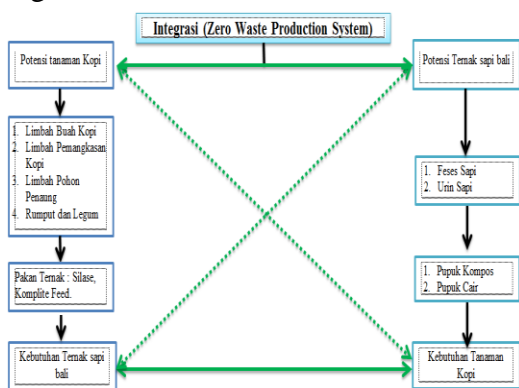 Integrasi (Zero Waste Production System)
Potensi tanaman Kopi
Potensi Ternak sapi bali
1. Limbah Buah Kopi
2. Limbah Pemangkasan
Kopi
3. Limbah Pohon
Penaung
4. Rumput dan Legum
1. Feses Sapi
2. Urin Sapi
Pakan Ternak : Silase,
Komplite Feed.
1. Pupuk Kompos
2. Pupuk Cair
Kebutuhan Ternak sapi
bali
Kebutuhan Tanaman
Kopi